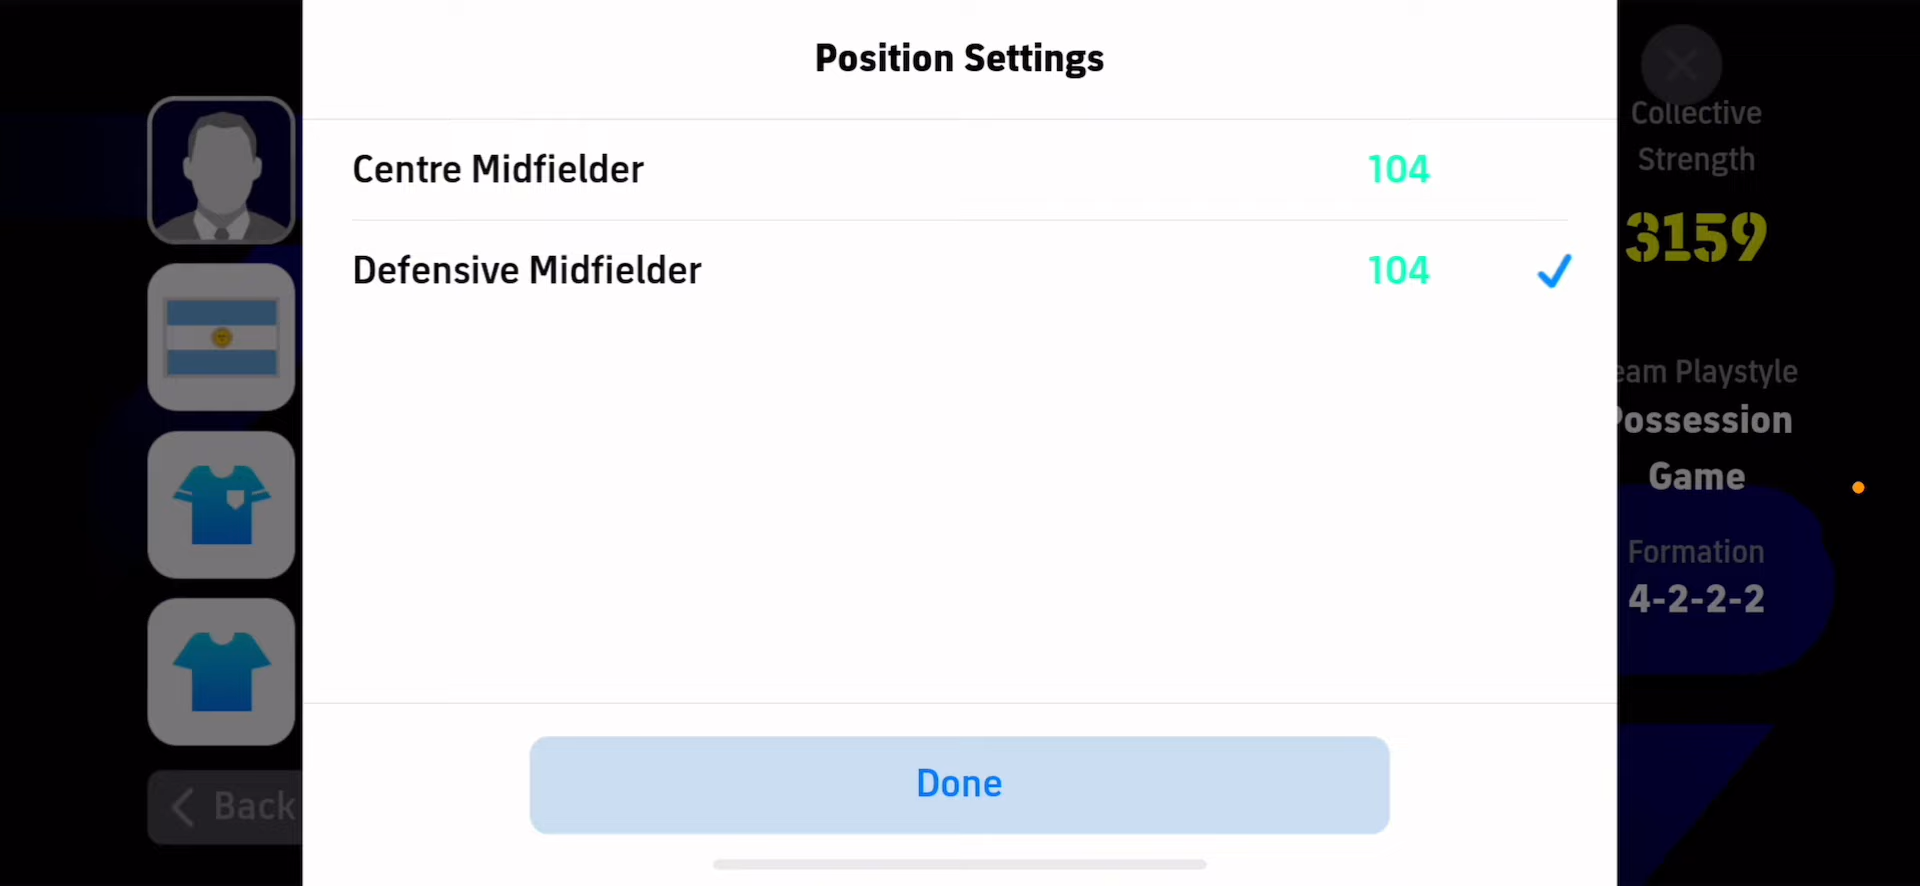 Position Settings
Centre Midfielder 104
Defensive Midfielder 104
Done
Back
Collective
Strength
3159
eam Playstyle
Possession
Game
Formation
4-2-2-2